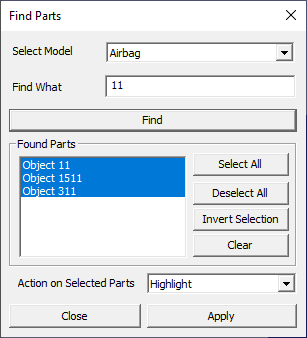 Find Parts
Select Model Airbag
Find What 11
Find
Found Parts
Object 11
Object 1511
Object 311
Select All
Deselect All
Invert Selection
Clear
Action on Selected Parts Highlight
Close Apply